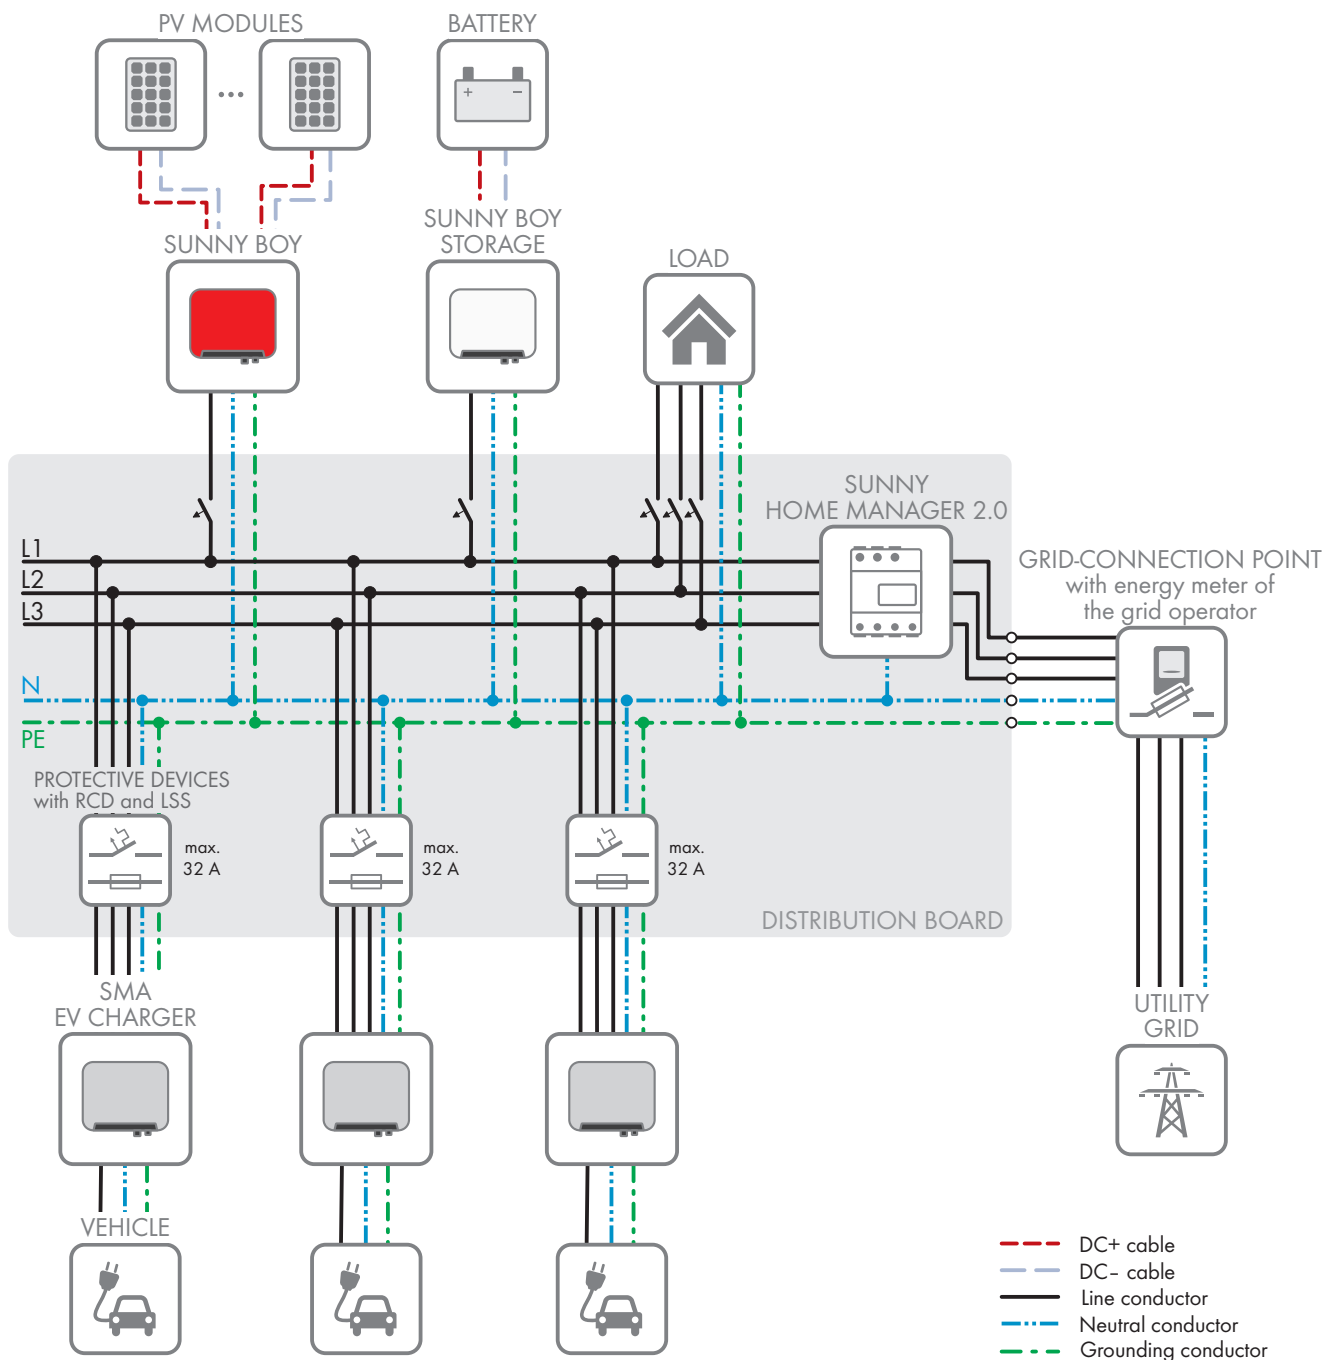 PV MODULES
BATTERY
+ −
SUNNY BOY
SUNNY BOY
STORAGE
LOAD
SUNNY
HOME MANAGER 2.0
L1
L2
L3
GRID-CONNECTION POINT
with energy meter of
the grid operator
N
PE
PROTECTIVE DEVICES
with RCD and LSS
max.
32 A
max.
32 A
max.
32 A
DISTRIBUTION BOARD
SMA
EV CHARGER
UTILITY
GRID
VEHICLE
DC+ cable
DC– cable
Line conductor
Neutral conductor
Grounding conductor